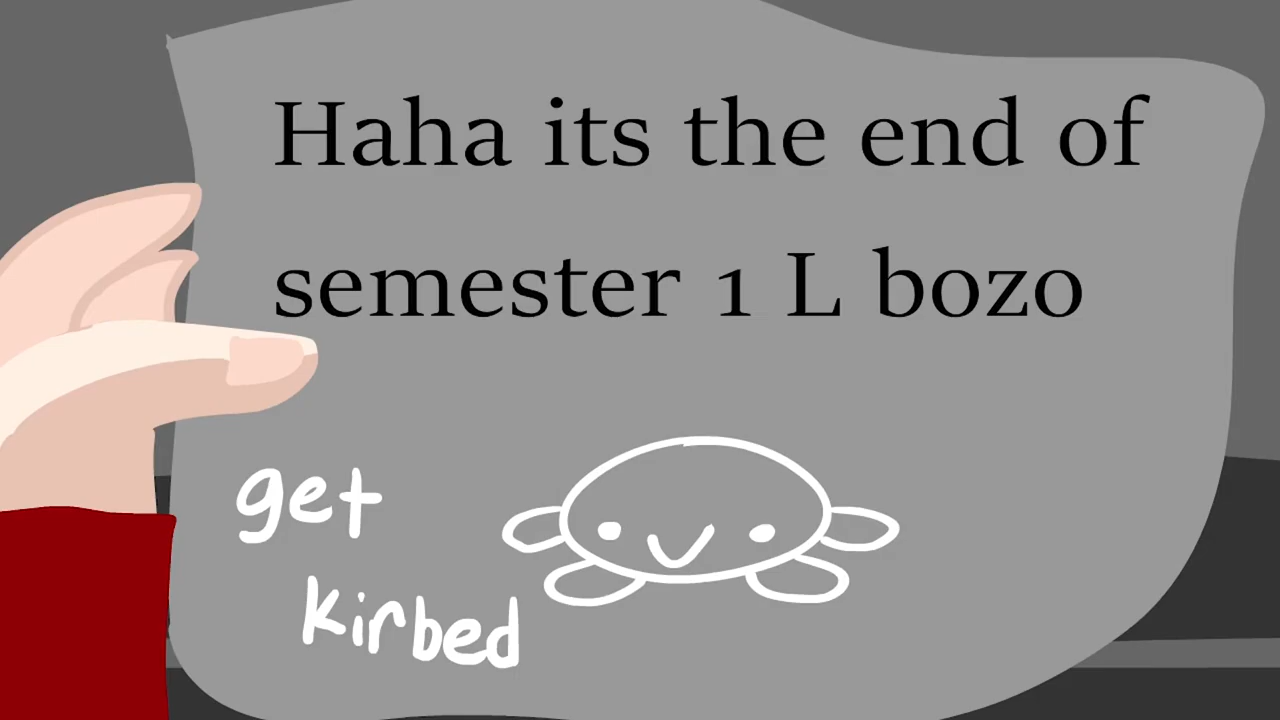 Haha its the end of
semester 1 L bozo
get
kirbed